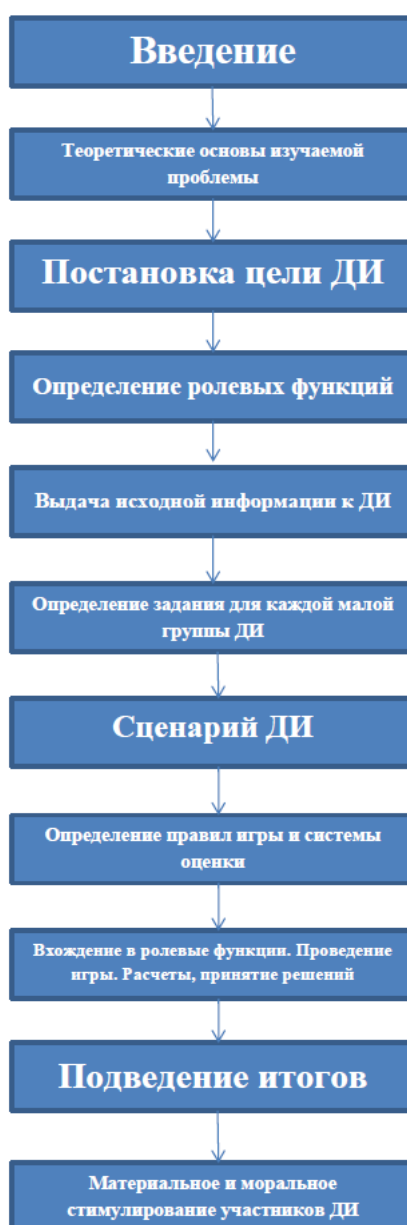 Введение
Теоретические основы изучаемой
проблемы
Постановка цели ДИ
Определение ролевых функций
Выдача исходной информации к ДИ
Определение задания для каждой малой
группы ДИ
Сценарий ДИ
Определение правил игры и системы
оценки
Вхождение в ролевые функции. Проведение
игры. Расчеты, принятие решений
Подведение итогов
Материальное и моральное
стимулирование участников ДИ